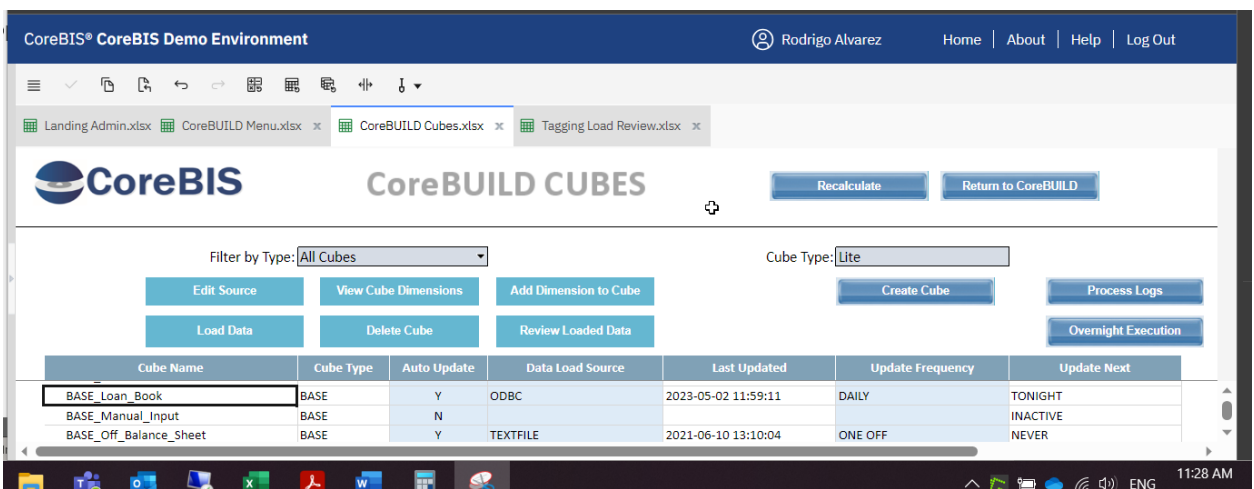 CoreBIS® CoreBIS Demo Environment Rodrigo Alvarez Home | About | Help | Log Out
Landing Admin.xlsx CoreBUILD Menu.xlsx x CoreBUILD Cubes.xlsx x Tagging Load Review.xlsx x
CoreBIS CoreBUILD CUBES Recalculate Return to CoreBUILD
Filter by Type: All Cubes Cube Type: Lite
Edit Source View Cube Dimensions Add Dimension to Cube Create Cube Process Logs
Load Data Delete Cube Review Loaded Data Overnight Execution
Cube Name Cube Type Auto Update Data Load Source Last Updated Update Frequency Update Next
BASE_Loan_Book BASE Y ODBC 2023-05-02 11:59:11 DAILY TONIGHT
BASE_Manual_Input BASE N INACTIVE
BASE_Off_Balance_Sheet BASE Y TEXTFILE 2021-06-10 13:10:04 ONE OFF NEVER
ENG 11:28 AM